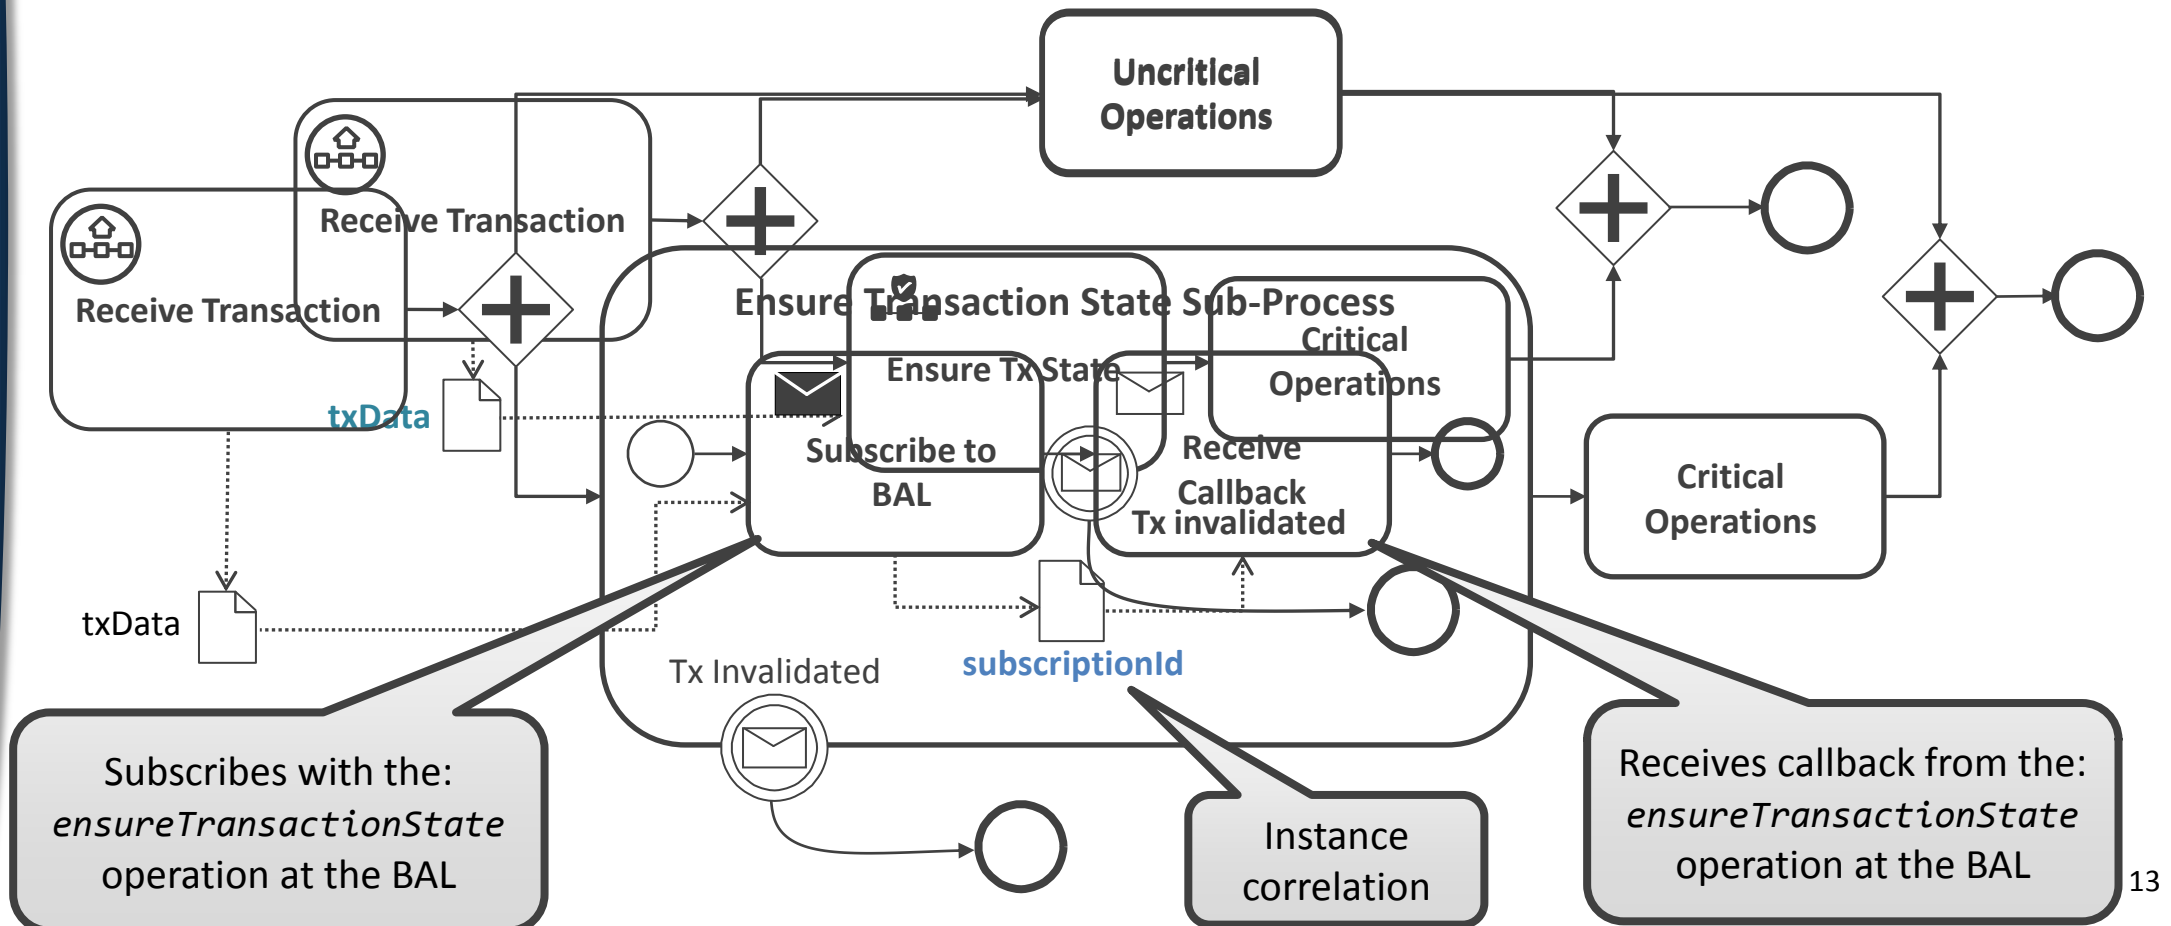 Uncritical
Operations
Receive Transaction
Receive Transaction
Ensure Transaction State Sub-Process
Critical
Operations
Ensure Tx State
txData
Subscribe to
BAL
Receive
Callback
Tx invalidated
Critical
Operations
txData
Tx Invalidated
subscriptionId
Subscribes with the:
ensureTransactionState
operation at the BAL
Instance
correlation
Receives callback from the:
ensureTransactionState
operation at the BAL
13